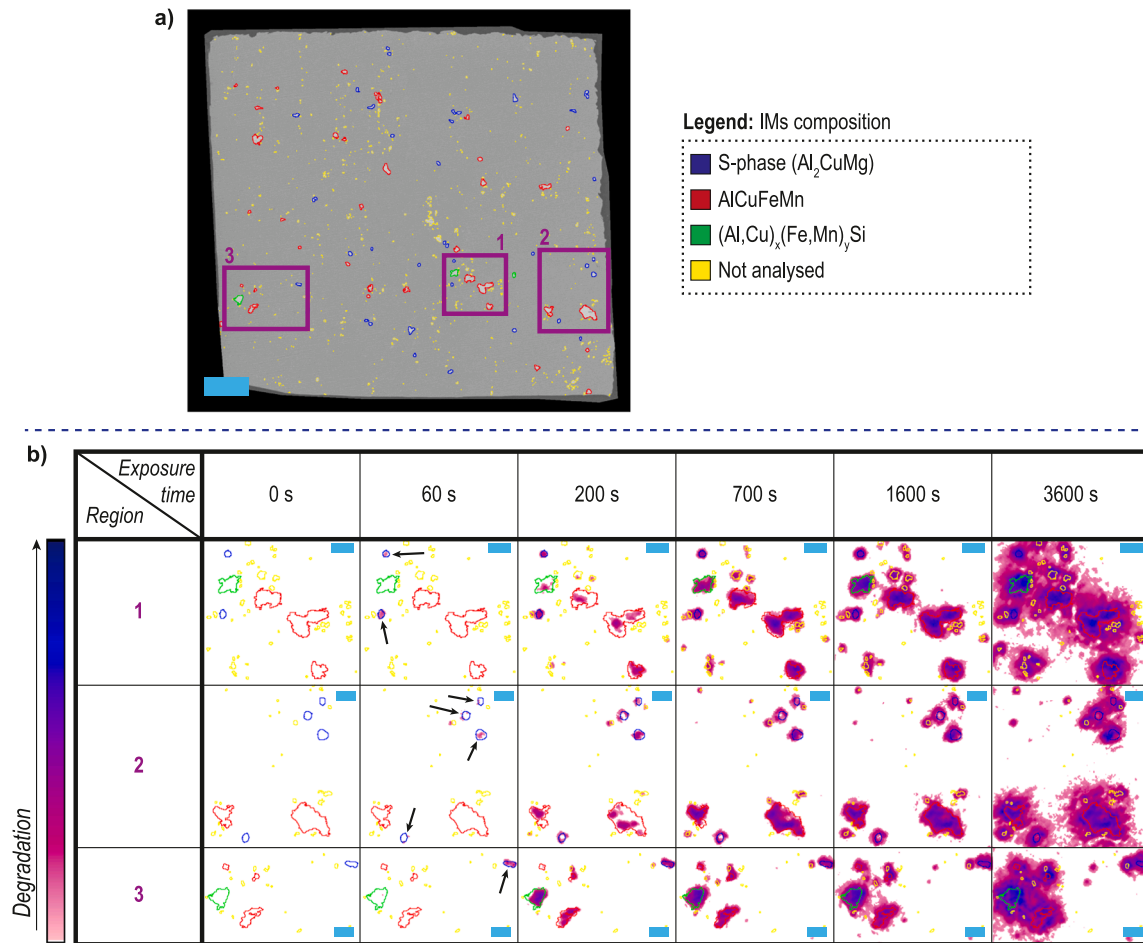 a)
1
2
3
Legend: IMs composition
S-phase (Al₂CuMg)
AlCuFeMn
(Al,Cu)ₓ(Fe,Mn)ᵧSi
Not analysed
b)
Exposure time
Region
0 s
60 s
200 s
700 s
1600 s
3600 s
1
2
3
Degradation